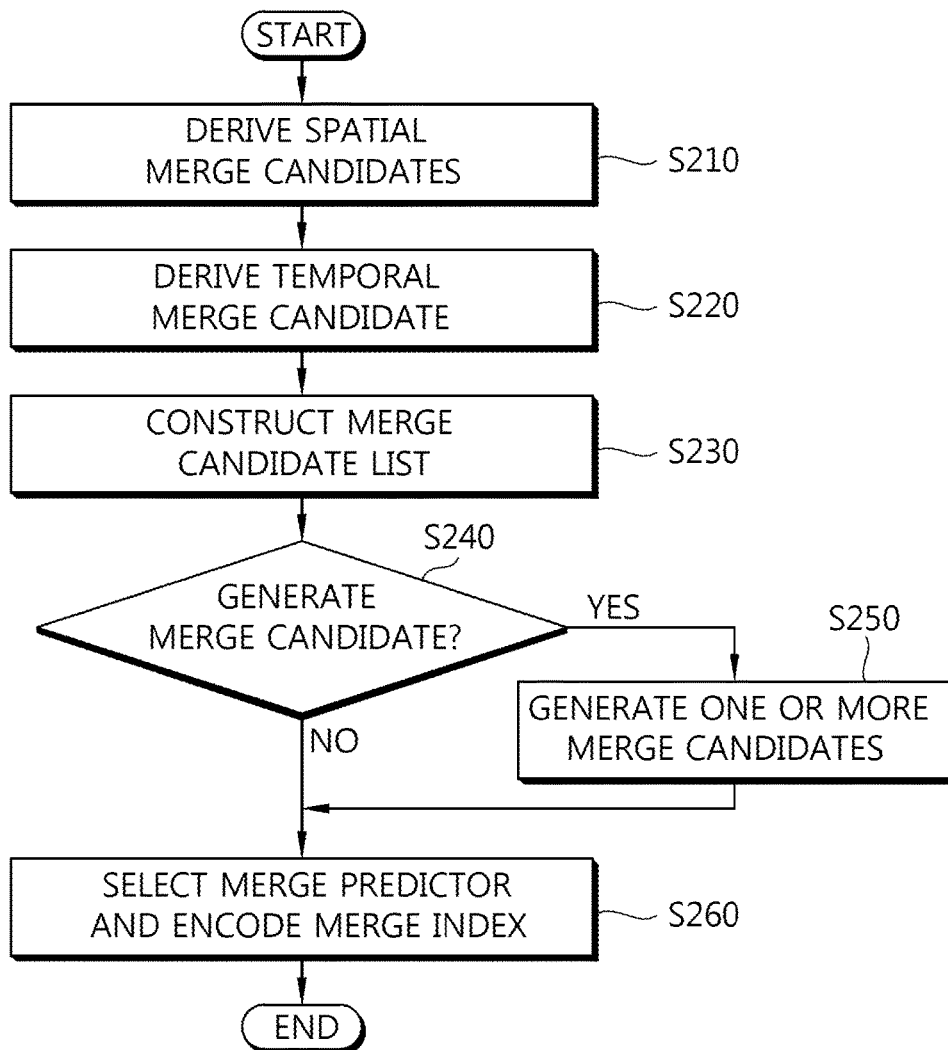 START
DERIVE SPATIAL
MERGE CANDIDATES
S210
DERIVE TEMPORAL
MERGE CANDIDATE
S220
CONSTRUCT MERGE
CANDIDATE LIST
S230
S240
GENERATE
MERGE CANDIDATE?
YES
S250
GENERATE ONE OR MORE
MERGE CANDIDATES
NO
SELECT MERGE PREDICTOR
AND ENCODE MERGE INDEX
S260
END